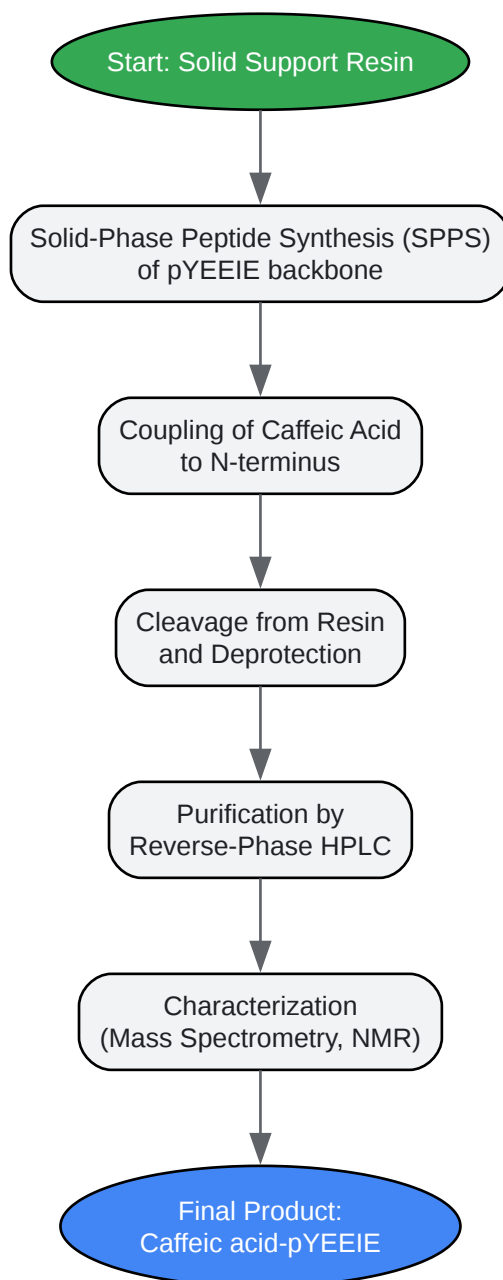 Start: Solid Support Resin
Solid-Phase Peptide Synthesis (SPPS)
of pYEEIE backbone
Coupling of Caffeic Acid
to N-terminus
Cleavage from Resin
and Deprotection
Purification by
Reverse-Phase HPLC
Characterization
(Mass Spectrometry, NMR)
Final Product:
Caffeic acid-pYEEIE